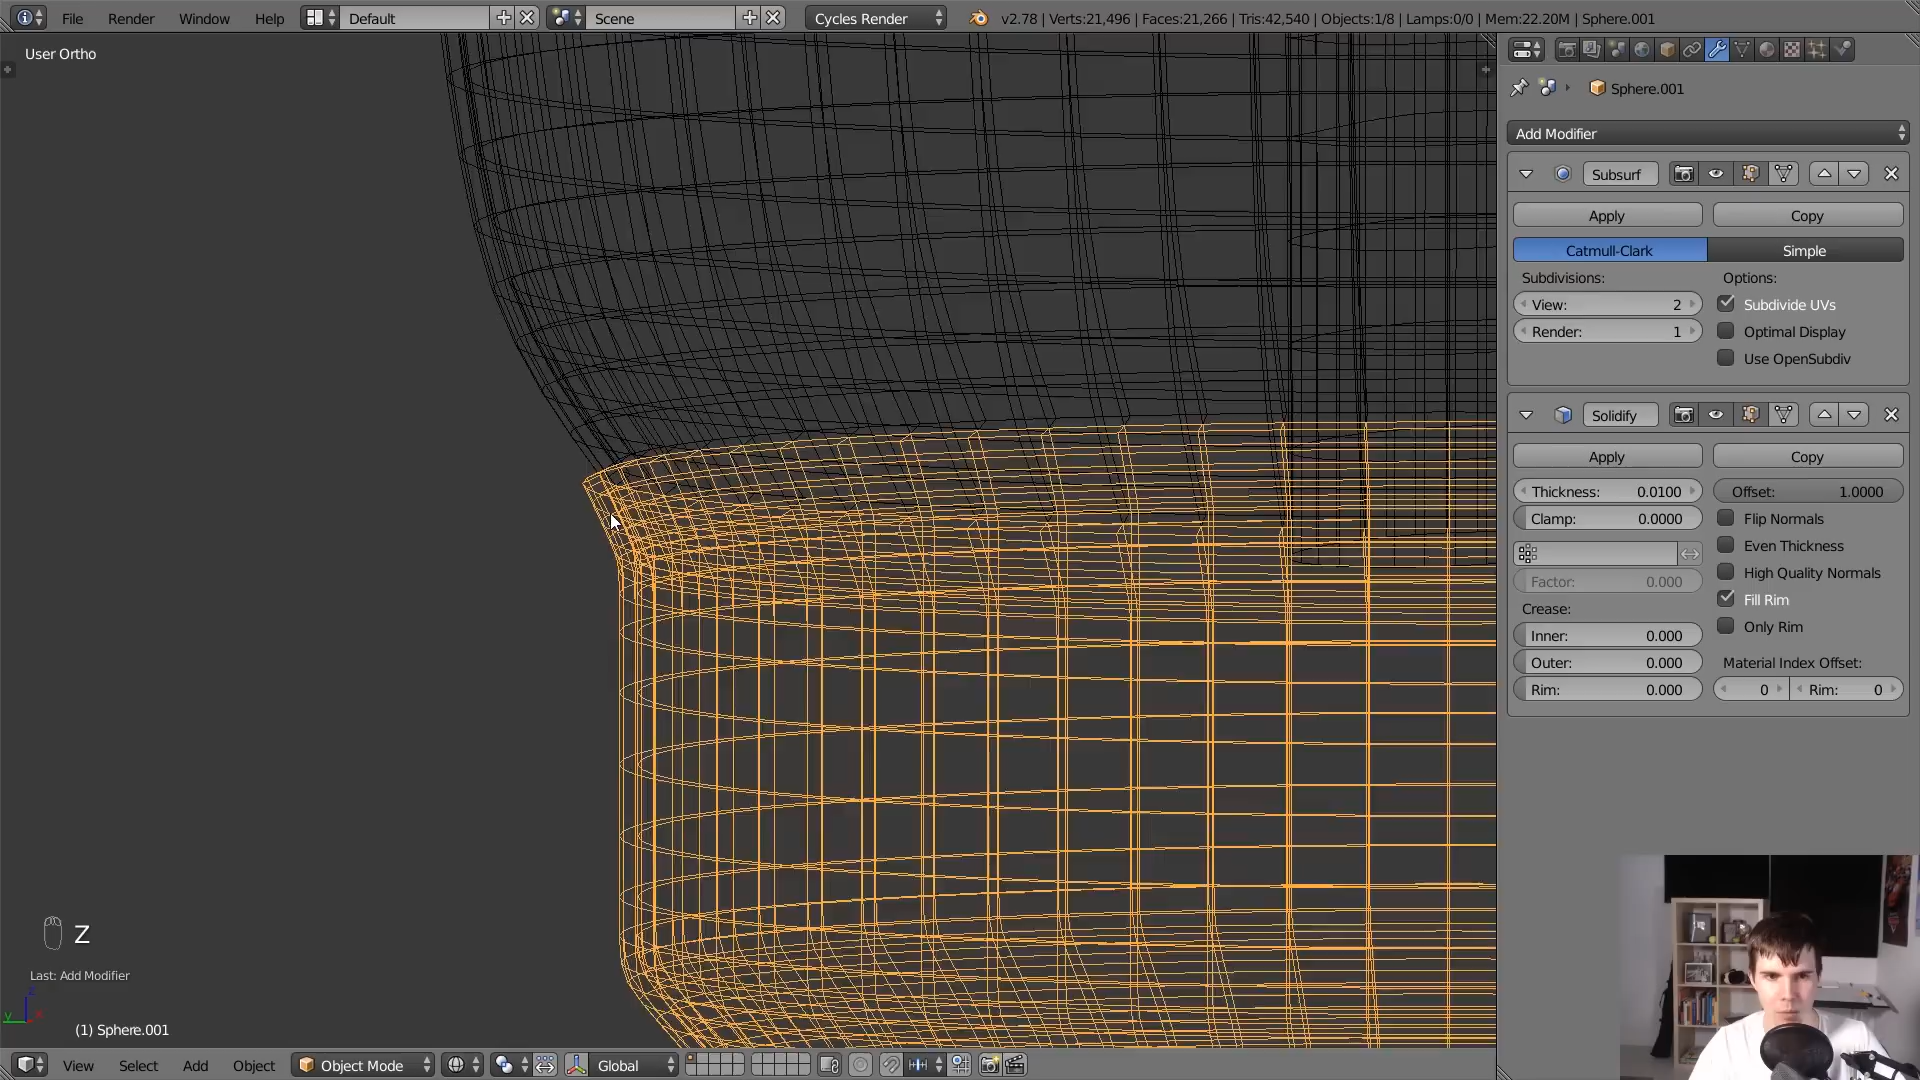 File Render Window Help Default Scene Cycles Render v2.78 | Verts:21,496 | Faces:21,266 | Tris:42,540 | Objects:1/8 | Lamps:0/0 | Mem:22.20M | Sphere.001
User Ortho
Sphere.001
Add Modifier
Subsurf
Apply Copy
Catmull-Clark Simple
Subdivisions: Options:
View: 2 Subdivide UVs
Render: 1 Optimal Display
Use OpenSubdiv
Solidify
Apply Copy
Thickness: 0.0100 Offset: 1.0000
Clamp: 0.0000 Flip Normals
Even Thickness
Factor: 0.000 High Quality Normals
Crease: Fill Rim
Inner: 0.000 Only Rim
Outer: 0.000 Material Index Offset:
Rim: 0.000 0 Rim: 0
Z
Last: Add Modifier
z
y x
(1) Sphere.001
View Select Add Object Object Mode Global